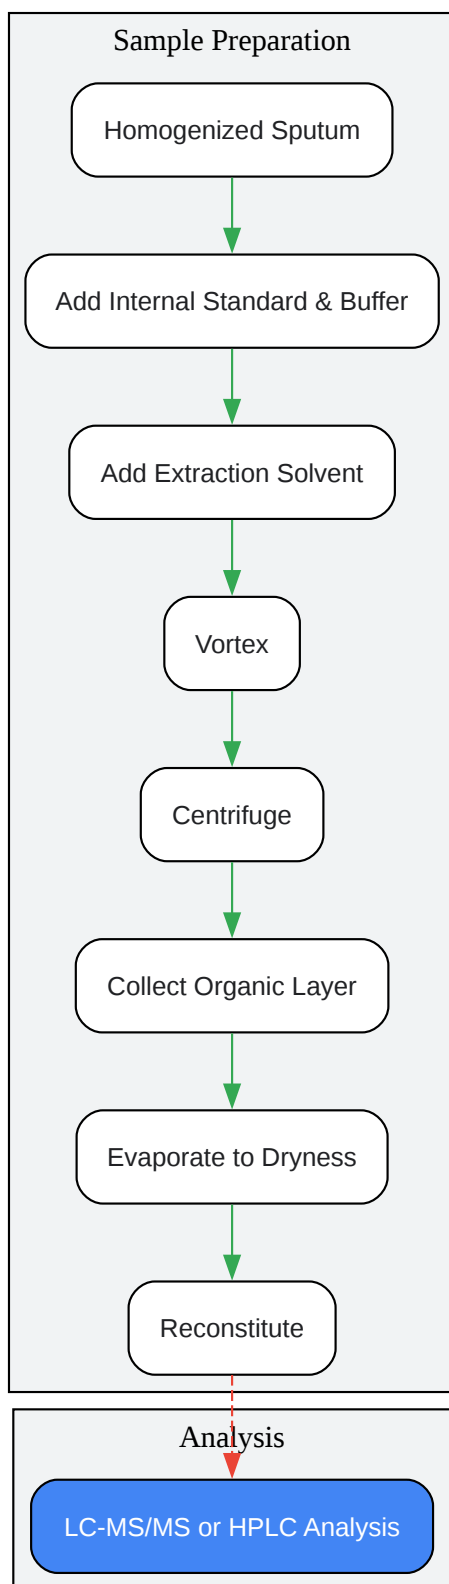 Sample Preparation
Homogenized Sputum
Add Internal Standard & Buffer
Add Extraction Solvent
Vortex
Centrifuge
Collect Organic Layer
Evaporate to Dryness
Reconstitute
Analysis
LC-MS/MS or HPLC Analysis